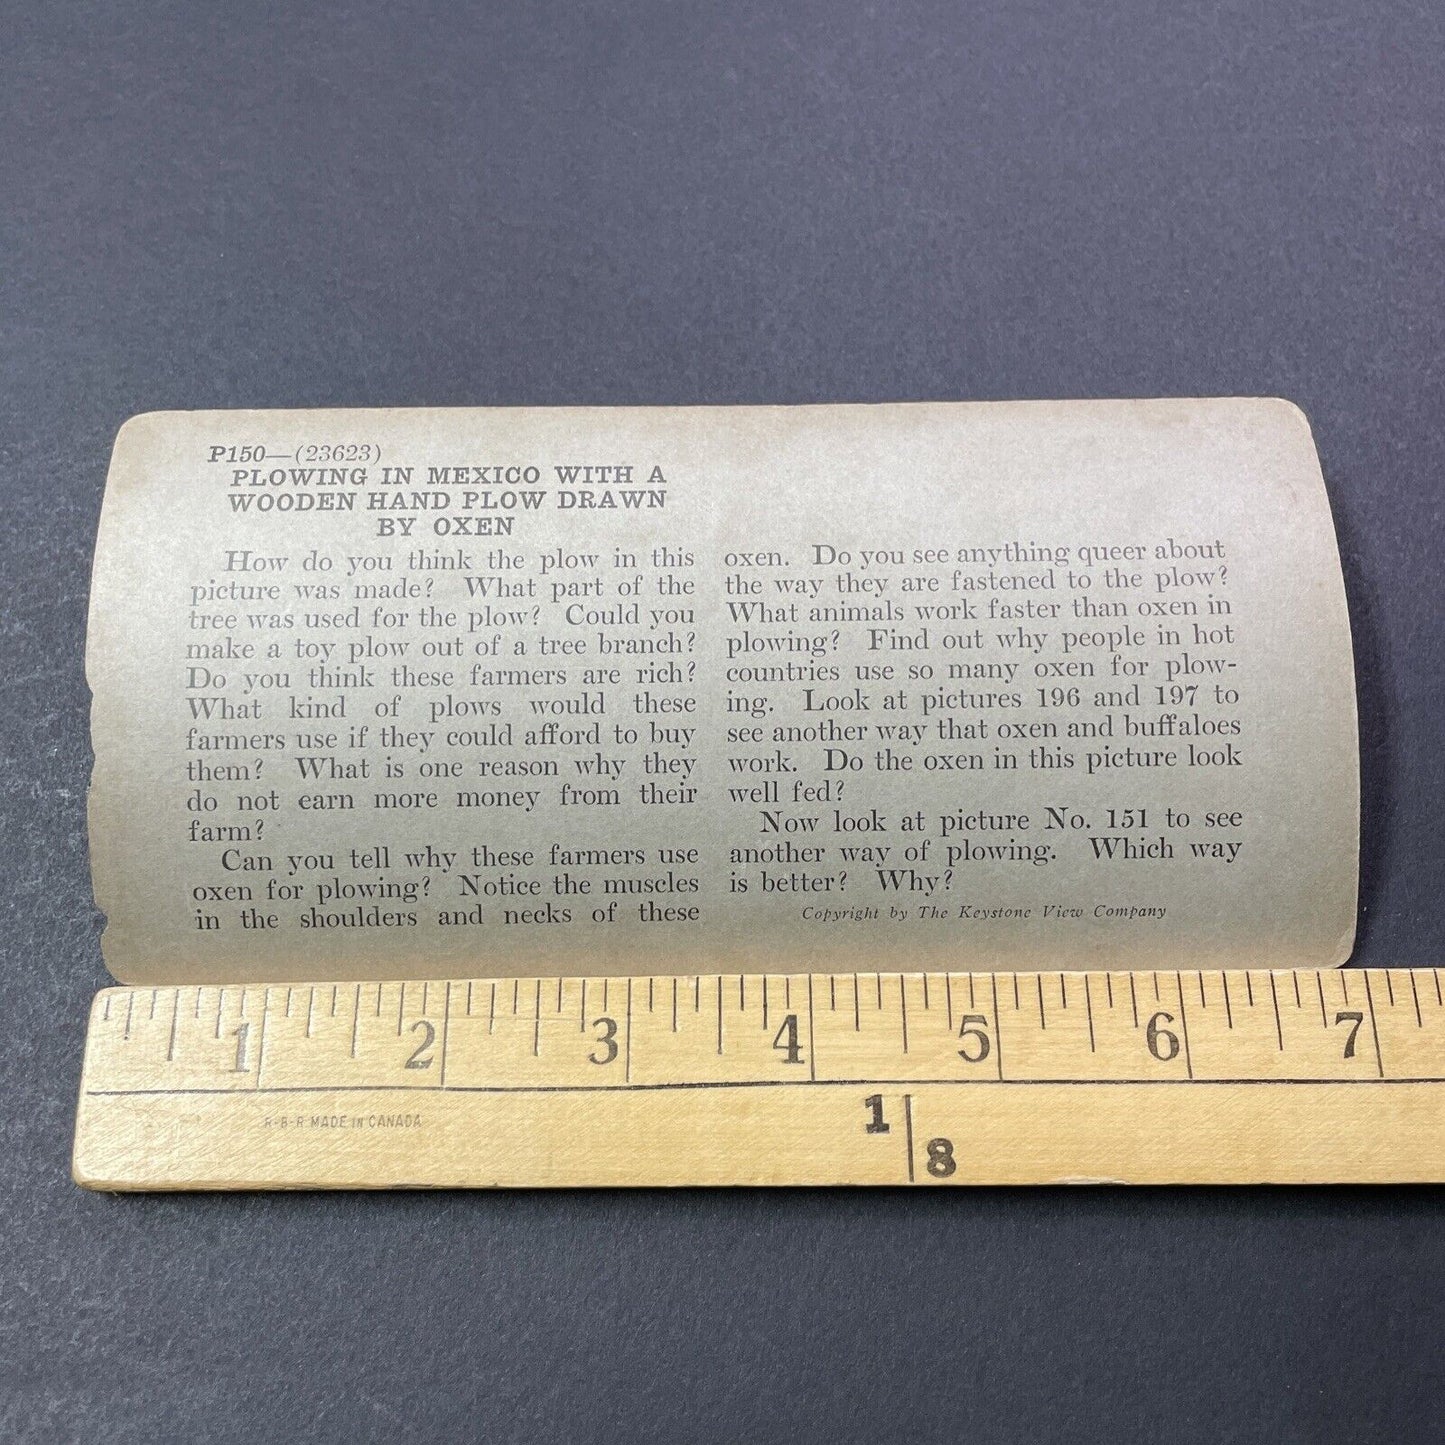 P150—(23623)
PLOWING IN MEXICO WITH A
WOODEN HAND PLOW DRAWN
BY OXEN
How do you think the plow in this
picture was made? What part of the
tree was used for the plow? Could you
make a toy plow out of a tree branch?
Do you think these farmers are rich?
What kind of plows would these
farmers use if they could afford to buy
them? What is one reason why they
do not earn more money from their
farm?
Can you tell why these farmers use
oxen for plowing? Notice the muscles
in the shoulders and necks of these
oxen. Do you see anything queer about
the way they are fastened to the plow?
What animals work faster than oxen in
plowing? Find out why people in hot
countries use so many oxen for plow-
ing. Look at pictures 196 and 197 to
see another way that oxen and buffaloes
work. Do the oxen in this picture look
well fed?
Now look at picture No. 151 to see
another way of plowing. Which way
is better? Why?
Copyright by The Keystone View Company
1 2 3 4 5 6 7
R-B-R MADE IN CANADA
1 8